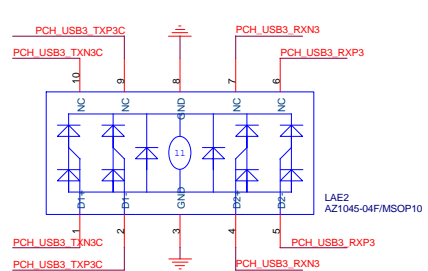 PCH_USB3_TXP3C
PCH_USB3_RXN3
PCH_USB3_TXN3C
PCH_USB3_RXP3
10
9
8
7
6
NC
NC
GND
NC
NC
11
D1+
D1-
GND
D2+
D2-
LAE2
AZ1045-04F/MSOP10
1
2
3
4
5
PCH_USB3_TXN3C
PCH_USB3_RXP3
PCH_USB3_TXP3C
PCH_USB3_RXN3